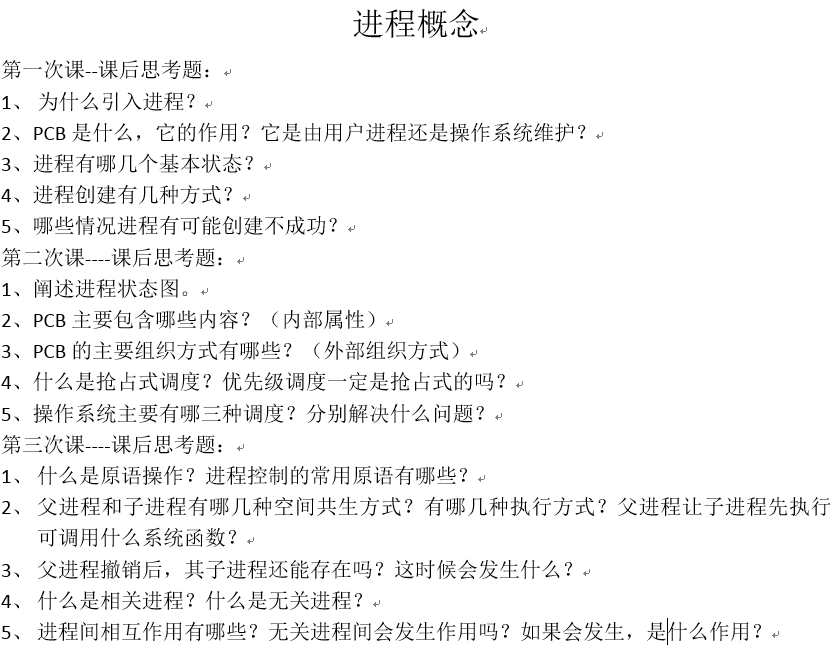 进程概念
第一次课--课后思考题：
1、 为什么引入进程？
2、PCB 是什么，它的作用？它是由用户进程还是操作系统维护？
3、进程有哪几个基本状态？
4、进程创建有几种方式？
5、哪些情况进程有可能创建不成功？
第二次课----课后思考题：
1、阐述进程状态图。
2、PCB 主要包含哪些内容？（内部属性）
3、PCB 的主要组织方式有哪些？（外部组织方式）
4、什么是抢占式调度？优先级调度一定是抢占式的吗？
5、操作系统主要有哪三种调度？分别解决什么问题？
第三次课----课后思考题：
1、 什么是原语操作？进程控制的常用原语有哪些？
2、 父进程和子进程有哪几种空间共生方式？有哪几种执行方式？父进程让子进程先执行
可调用什么系统函数？
3、 父进程撤销后，其子进程还能存在吗？这时候会发生什么？
4、 什么是相关进程？什么是无关进程？
5、 进程间相互作用有哪些？无关进程间会发生作用吗？如果会发生，是什么作用？